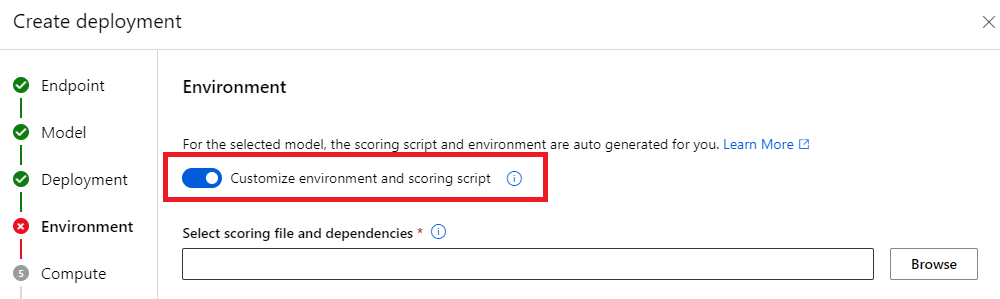 Create deployment
Endpoint
Model
Deployment
Environment
5
Compute
Environment
For the selected model, the scoring script and environment are auto generated for you. Learn More
Customize environment and scoring script
Select scoring file and dependencies *
Browse